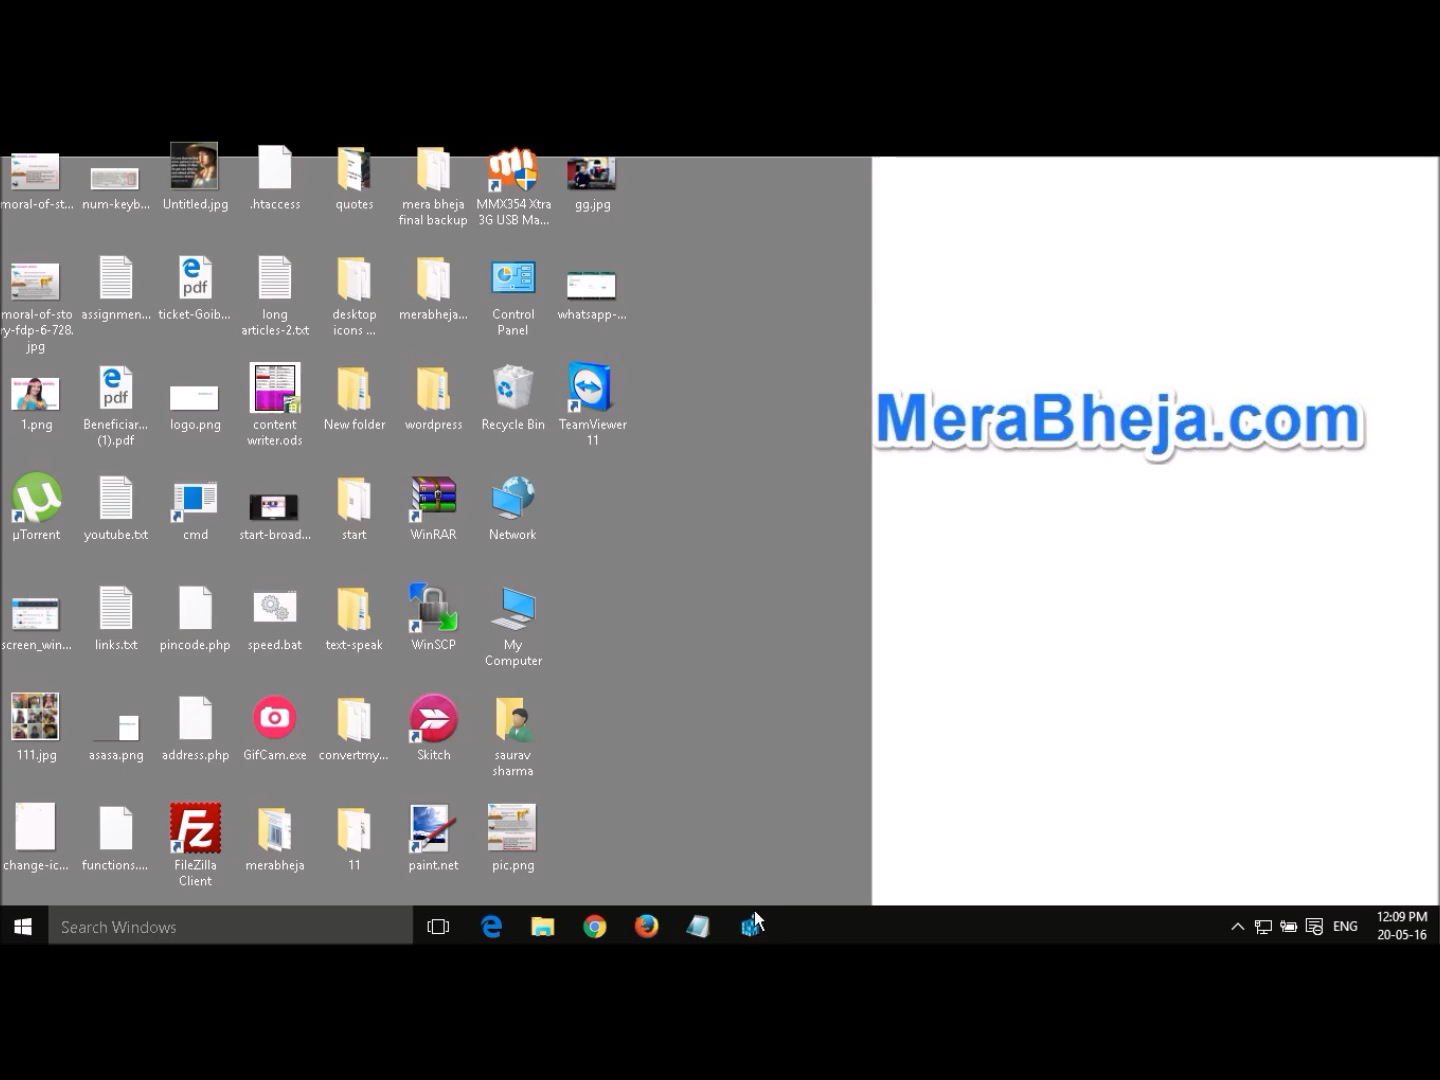 moral-of-st...
num-keyb...
Untitled.jpg
.htaccess
quotes
mera bheja
final backup
MMX354 Xtra
3G USB Ma...
gg.jpg
moral-of-sto
ry-fdp-6-728.
jpg
assignmen...
pdf
ticket-Goib...
long
articles-2.txt
desktop
icons ...
merabheja...
Control
Panel
whatsapp-...
1.png
pdf
Beneficiar...
(1).pdf
logo.png
content
writer.ods
New folder
wordpress
Recycle Bin
TeamViewer
11
MeraBheja.com
µTorrent
youtube.txt
cmd
start-broad...
start
WinRAR
Network
screen_win...
links.txt
pincode.php
speed.bat
text-speak
WinSCP
My
Computer
111.jpg
asasa.png
address.php
GifCam.exe
convertmy...
Skitch
saurav
sharma
change-ic...
functions....
FileZilla
Client
merabheja
11
paint.net
pic.png
Search Windows
ENG
12:09 PM
20-05-16